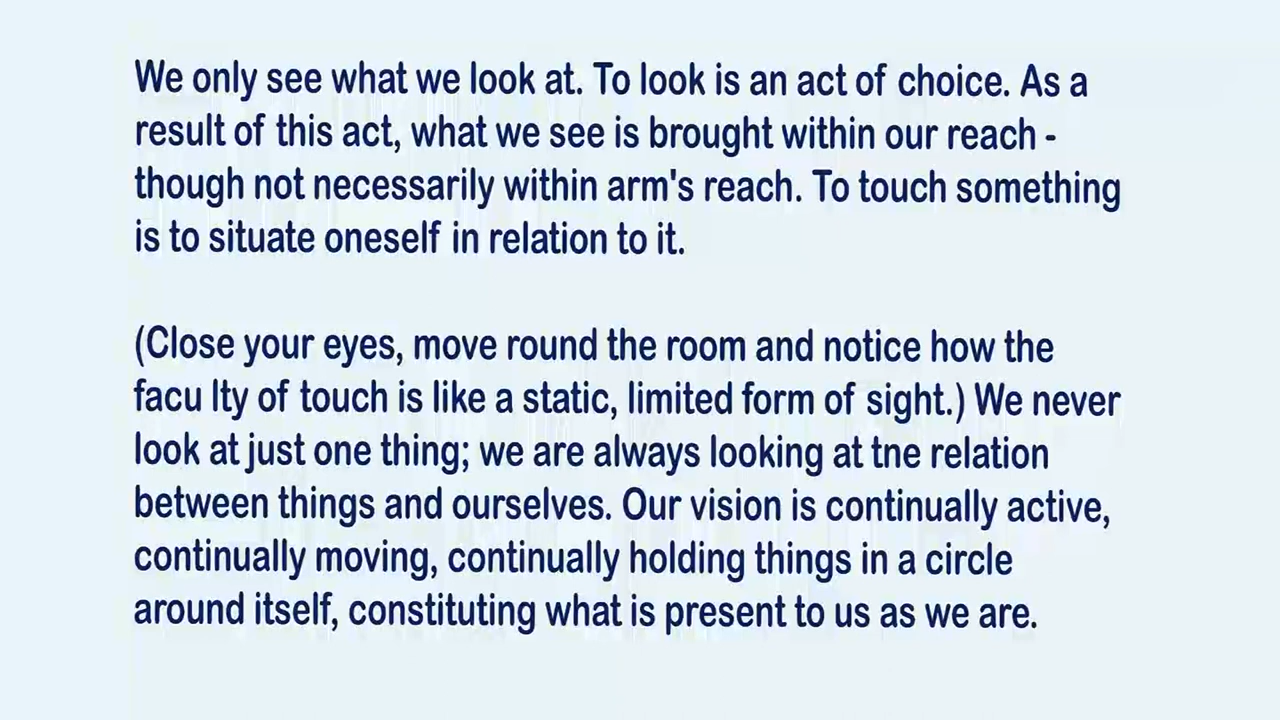 We only see what we look at. To look is an act of choice. As a
result of this act, what we see is brought within our reach -
though not necessarily within arm's reach. To touch something
is to situate oneself in relation to it.
(Close your eyes, move round the room and notice how the
facu lty of touch is like a static, limited form of sight.) We never
look at just one thing; we are always looking at tne relation
between things and ourselves. Our vision is continually active,
continually moving, continually holding things in a circle
around itself, constituting what is present to us as we are.